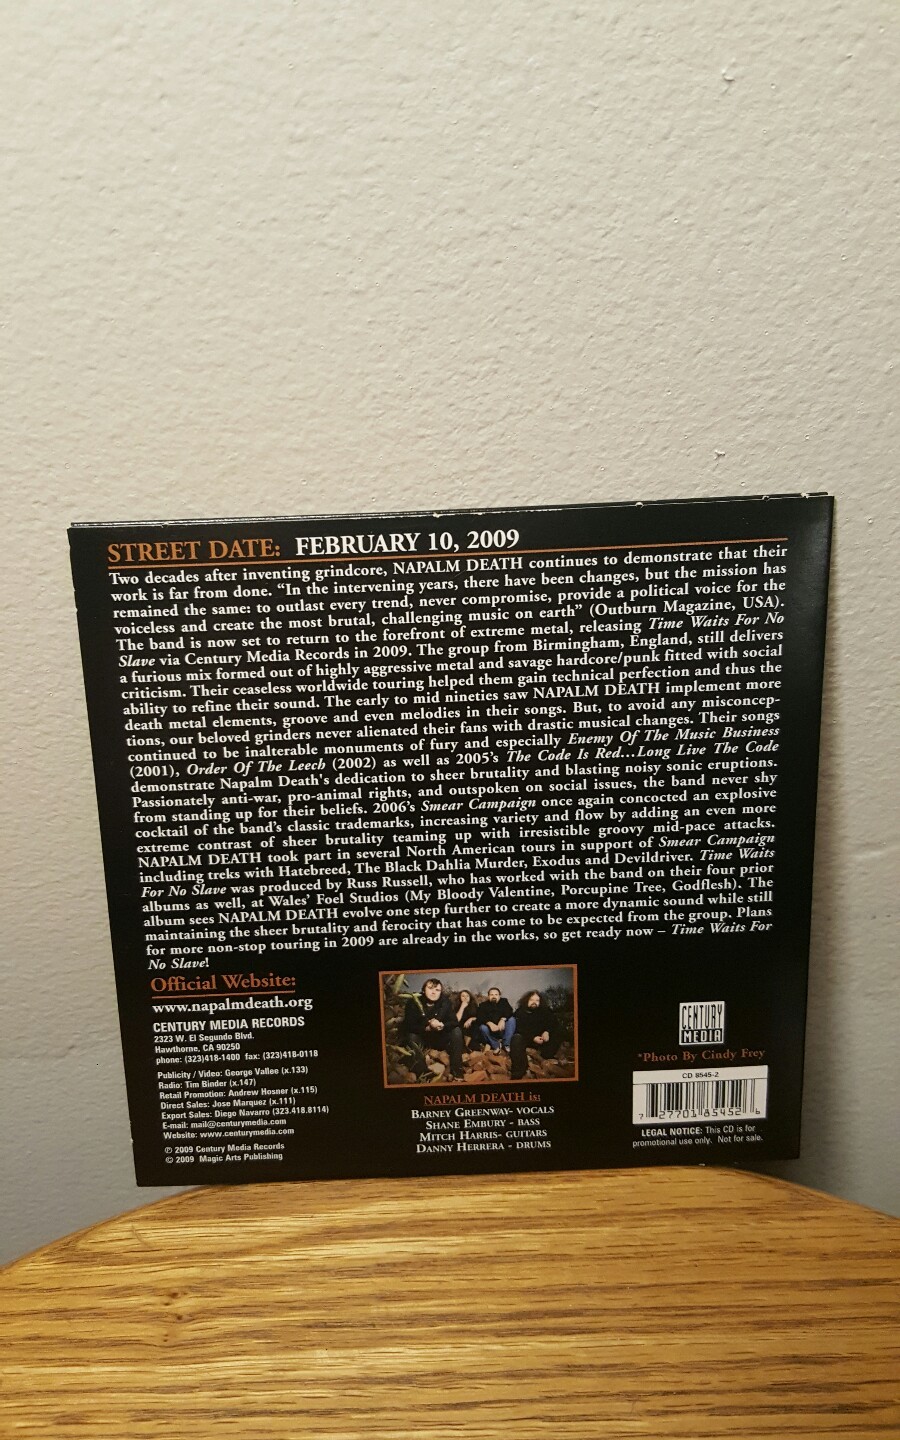 STREET DATE: FEBRUARY 10, 2009
Two decades after inventing grindcore, NAPALM DEATH continues to demonstrate that their
work is far from done. “In the intervening years, there have been changes, but the mission has
remained the same: to outlast every trend, never compromise, provide a political voice for the
voiceless and create the most brutal, challenging music on earth” (Outburn Magazine, USA).
The band is now set to return to the forefront of extreme metal, releasing Time Waits For No
Slave via Century Media Records in 2009. The group from Birmingham, England, still delivers
a furious mix formed out of highly aggressive metal and savage hardcore/punk fitted with social
criticism. Their ceaseless worldwide touring helped them gain technical perfection and thus the
ability to refine their sound. The early to mid nineties saw NAPALM DEATH implement more
death metal elements, groove and even melodies in their songs. But, to avoid any misconcep-
tions, our beloved grinders never alienated their fans with drastic musical changes. Their songs
continued to be inalterable monuments of fury and especially Enemy Of The Music Business
(2001), Order Of The Leech (2002) as well as 2005’s The Code Is Red...Long Live The Code
demonstrate Napalm Death's dedication to sheer brutality and blasting noisy sonic eruptions.
Passionately anti-war, pro-animal rights, and outspoken on social issues, the band never shy
from standing up for their beliefs. 2006’s Smear Campaign once again concocted an explosive
cocktail of the band’s classic trademarks, increasing variety and flow by adding an even more
extreme contrast of sheer brutality teaming up with irresistible groovy mid-pace attacks.
NAPALM DEATH took part in several North American tours in support of Smear Campaign
including treks with Hatebreed, The Black Dahlia Murder, Exodus and Devildriver. Time Waits
For No Slave was produced by Russ Russell, who has worked with the band on their four prior
albums as well, at Wales’ Foel Studios (My Bloody Valentine, Porcupine Tree, Godflesh). The
album sees NAPALM DEATH evolve one step further to create a more dynamic sound while still
maintaining the sheer brutality and ferocity that has come to be expected from the group. Plans
for more non-stop touring in 2009 are already in the works, so get ready now – Time Waits For
No Slave!
Official Website:
www.napalmdeath.org
CENTURY MEDIA RECORDS
2323 W. El Segundo Blvd.
Hawthorne, CA 90250
phone: (323)418-1400 fax: (323)418-0118
Publicity / Video: George Vallee (x.133)
Radio: Tim Binder (x.147)
Retail Promotion: Andrew Hosner (x.115)
Direct Sales: Jose Marquez (x.111)
Export Sales: Diego Navarro (323.418.8114)
E-mail: mail@centurymedia.com
Website: www.centurymedia.com
℗ 2009 Century Media Records
© 2009 Magic Arts Publishing
NAPALM DEATH is:
BARNEY GREENWAY- VOCALS
SHANE EMBURY - BASS
MITCH HARRIS- GUITARS
DANNY HERRERA - DRUMS
CENTURY
MEDIA
*Photo By Cindy Frey
CD 8545-2
7 27701 85452 6
LEGAL NOTICE: This CD is for
promotional use only. Not for sale.